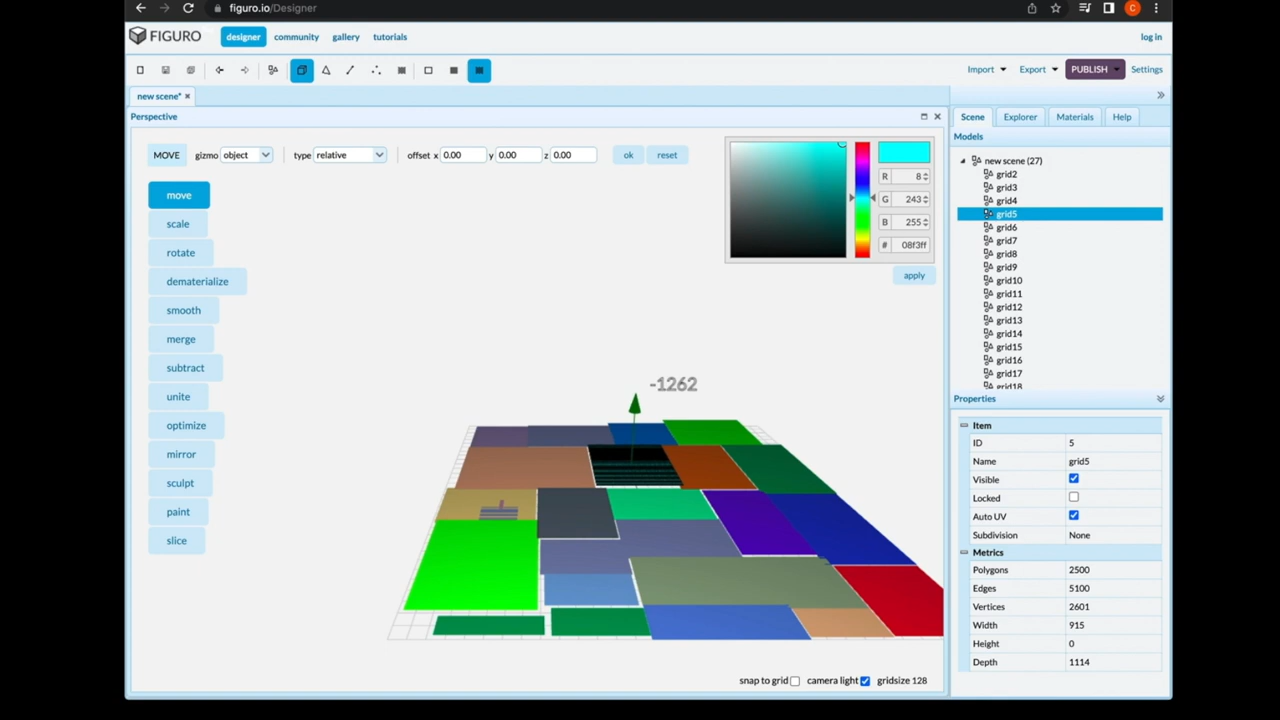 figuro.io/Designer
C
FIGURO
designer
community
gallery
tutorials
log in
Import
Export
PUBLISH
Settings
new scene*
Perspective
Scene
Explorer
Materials
Help
Models
MOVE
gizmo object
type relative
offset x 0.00 y 0.00 z 0.00
ok
reset
move
scale
rotate
dematerialize
smooth
merge
subtract
unite
optimize
mirror
sculpt
paint
slice
R 8
G 243
B 255
# 08f3ff
apply
-1262
new scene (27)
grid2
grid3
grid4
grid5
grid6
grid7
grid8
grid9
grid10
grid11
grid12
grid13
grid14
grid15
grid16
grid17
grid18
Properties
Item
ID 5
Name grid5
Visible
Locked
Auto UV
Subdivision None
Metrics
Polygons 2500
Edges 5100
Vertices 2601
Width 915
Height 0
Depth 1114
snap to grid
camera light
gridsize 128